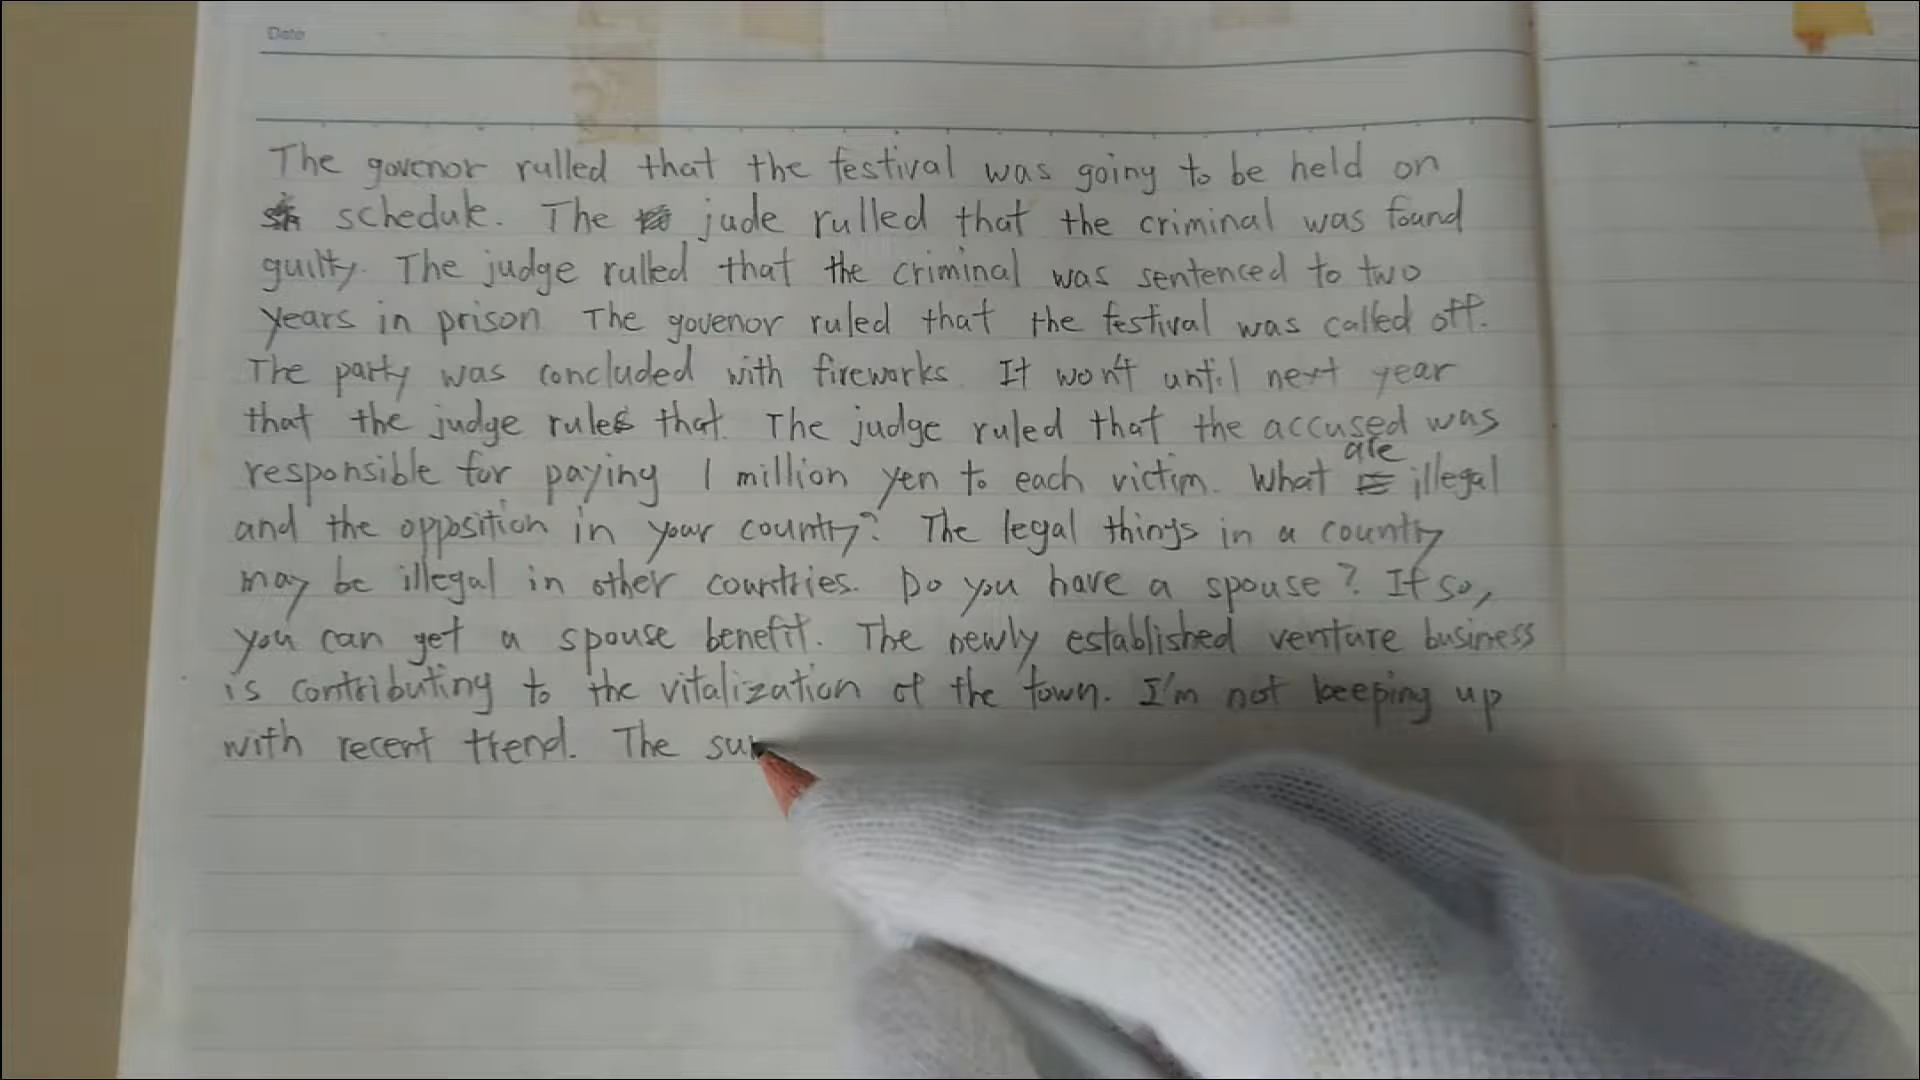 Date
The govenor rulled that the festival was going to be held on
schedule. The jude rulled that the criminal was found
guilty. The judge rulled that the criminal was sentenced to two
years in prison The govenor ruled that the festival was called off.
The party was concluded with fireworks. It won't until next year
that the judge rules that. The judge ruled that the accused was
responsible for paying 1 million yen to each victim. What are illegal
and the opposition in your country? The legal things in a country
may be illegal in other countries. Do you have a spouse? If so,
you can get a spouse benefit. The newly established venture business
is contributing to the vitalization of the town. I'm not keeping up
with recent trend. The